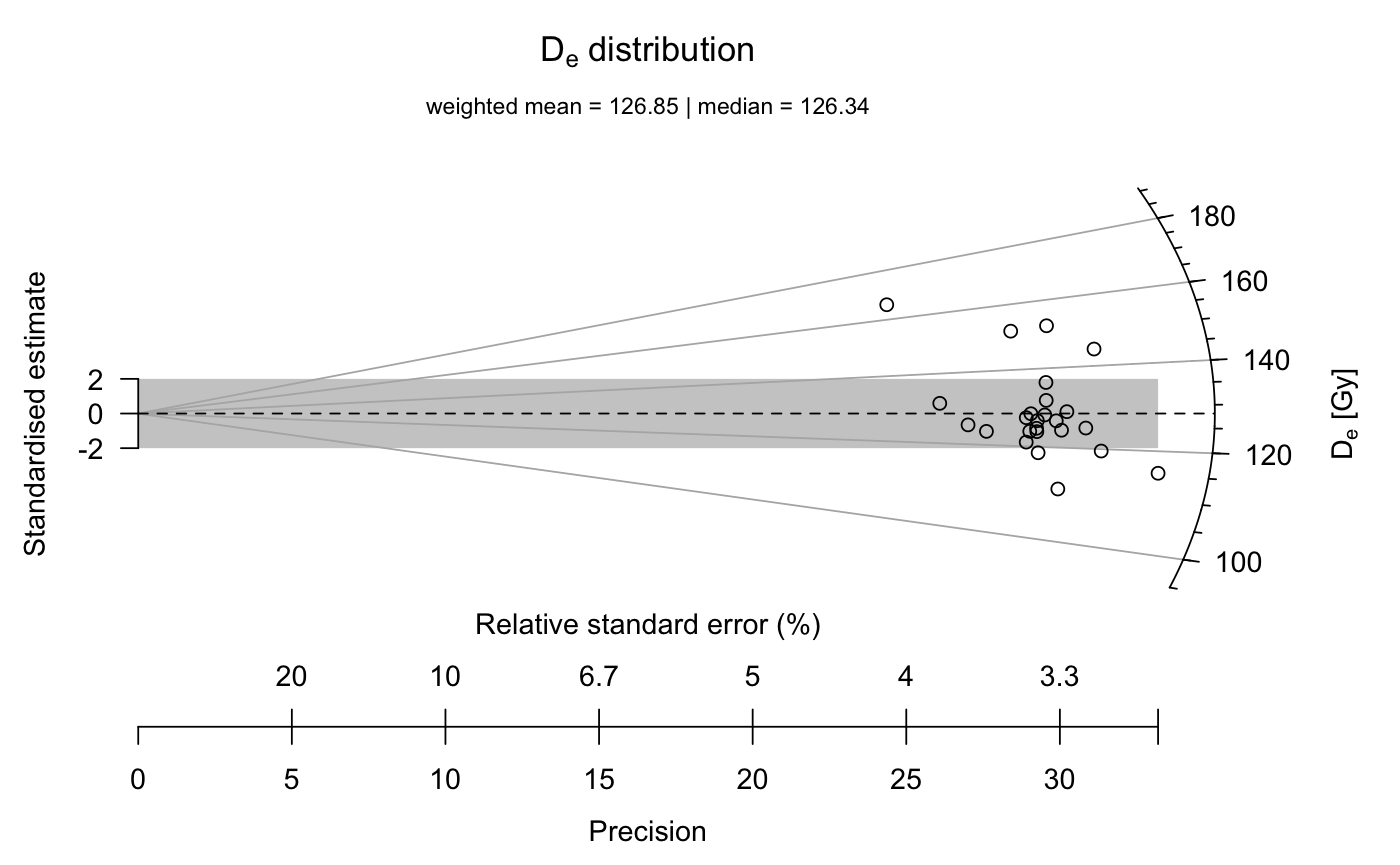 De distribution
weighted mean = 126.85 | median = 126.34
Standardised estimate
2
0
-2
180
160
140
120
100
De [Gy]
Relative standard error (%)
20 10 6.7 5 4 3.3
0 5 10 15 20 25 30
Precision